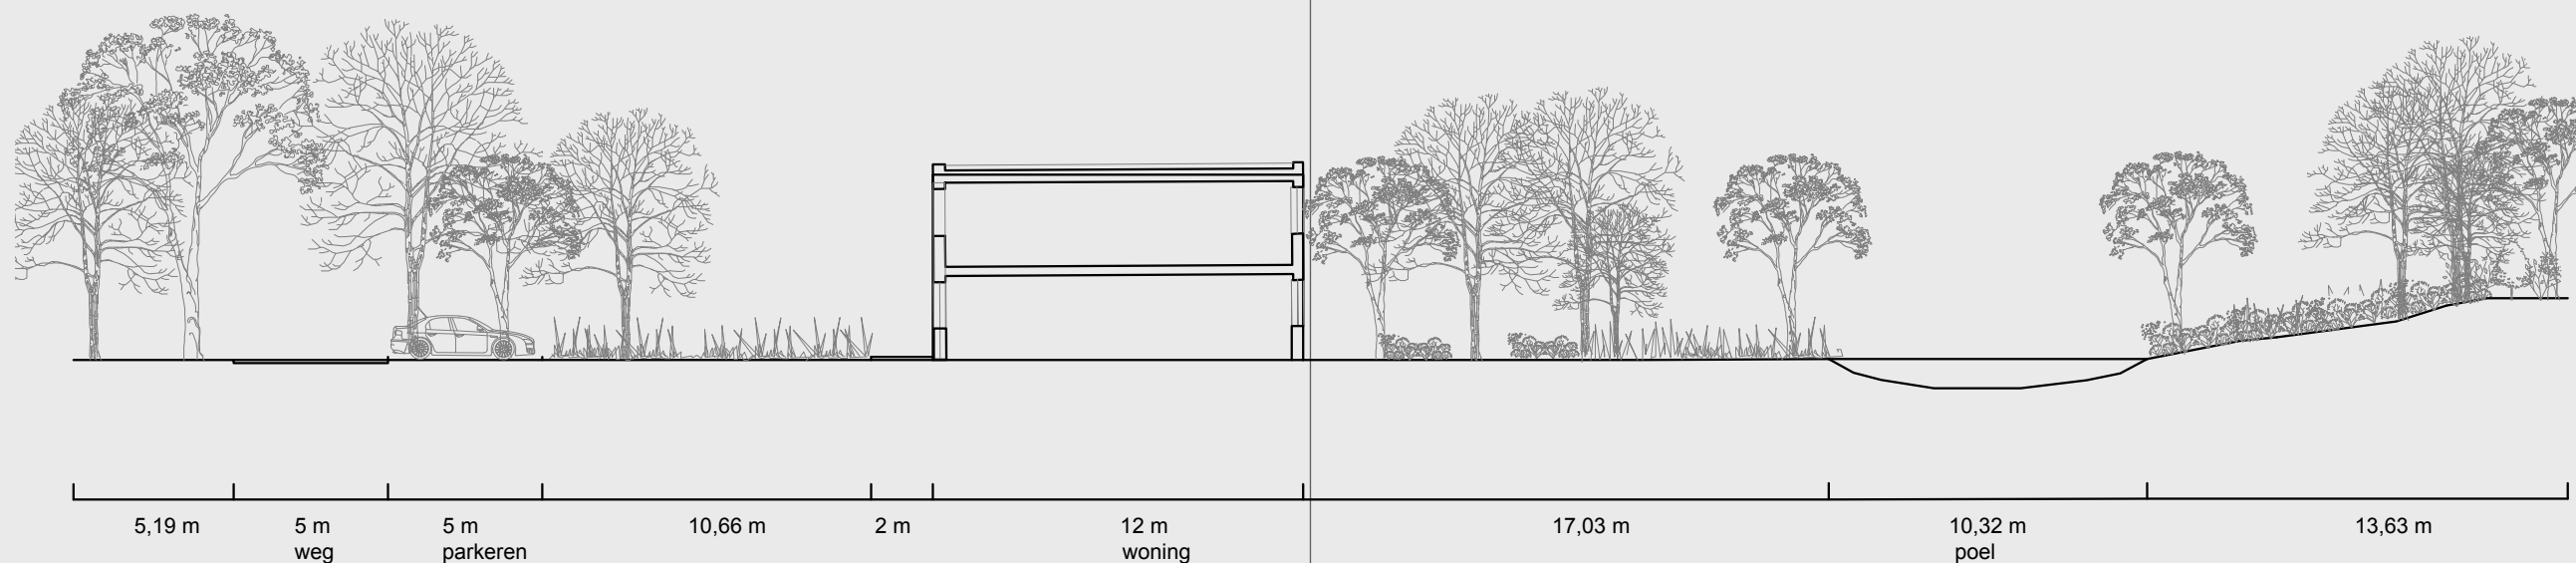 5,19 m
5 m
weg
5 m
parkeren
10,66 m
2 m
12 m
woning
17,03 m
10,32 m
poel
13,63 m